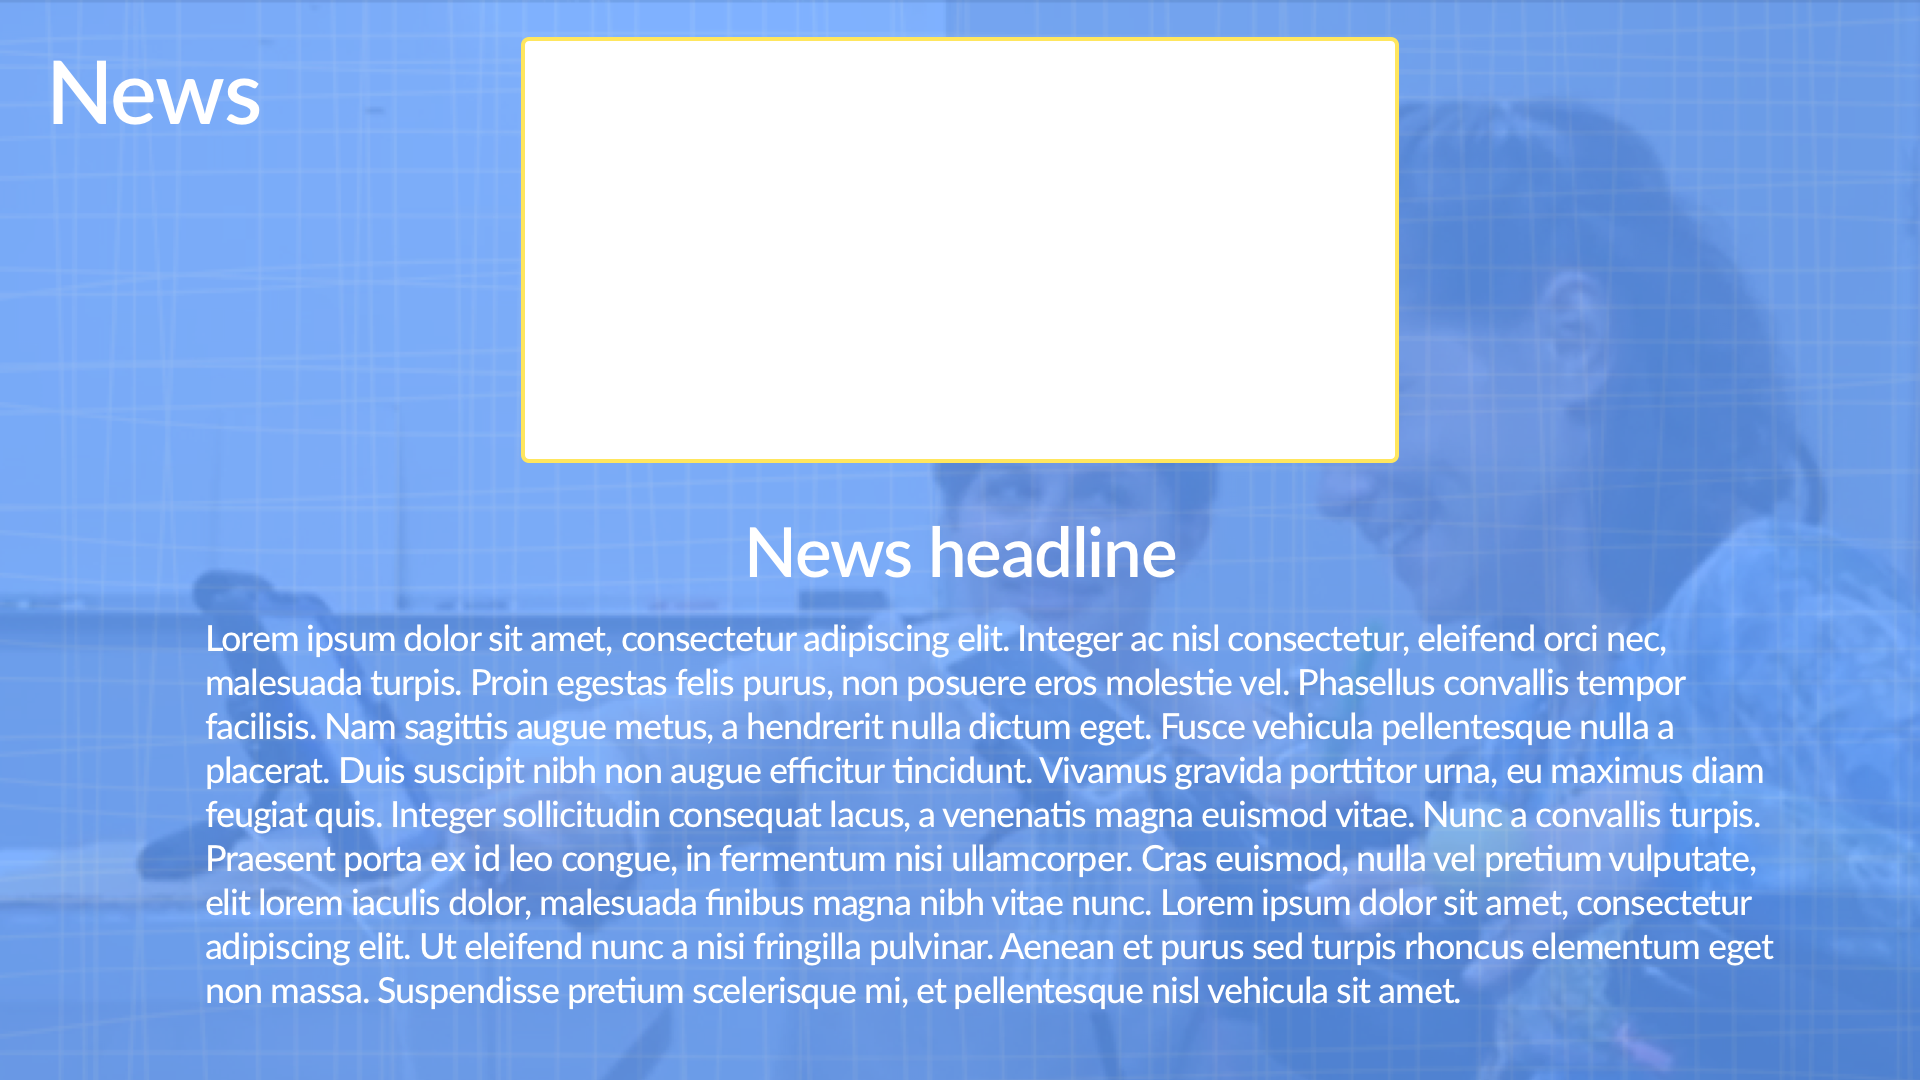 News
News headline
Lorem ipsum dolor sit amet, consectetur adipiscing elit. Integer ac nisl consectetur, eleifend orci nec,
malesuada turpis. Proin egestas felis purus, non posuere eros molestie vel. Phasellus convallis tempor
facilisis. Nam sagittis augue metus, a hendrerit nulla dictum eget. Fusce vehicula pellentesque nulla a
placerat. Duis suscipit nibh non augue efficitur tincidunt. Vivamus gravida porttitor urna, eu maximus diam
feugiat quis. Integer sollicitudin consequat lacus, a venenatis magna euismod vitae. Nunc a convallis turpis.
Praesent porta ex id leo congue, in fermentum nisi ullamcorper. Cras euismod, nulla vel pretium vulputate,
elit lorem iaculis dolor, malesuada finibus magna nibh vitae nunc. Lorem ipsum dolor sit amet, consectetur
adipiscing elit. Ut eleifend nunc a nisi fringilla pulvinar. Aenean et purus sed turpis rhoncus elementum eget
non massa. Suspendisse pretium scelerisque mi, et pellentesque nisl vehicula sit amet.